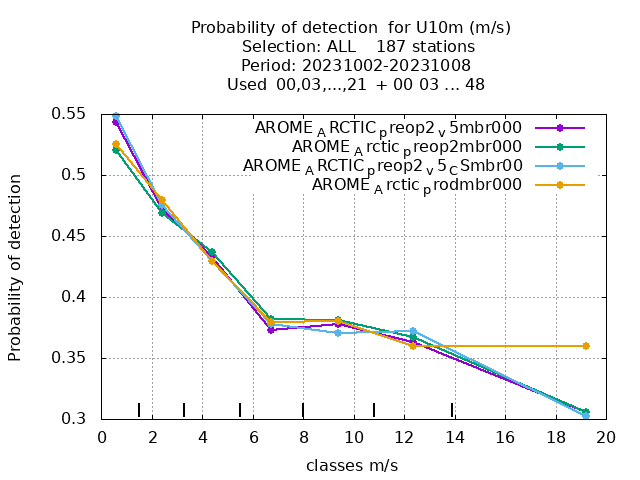 Probability of detection for U10m (m/s)
Selection: ALL 187 stations
Period: 20231002-20231008
Used 00,03,...,21 + 00 03 ... 48
AROME_ARCTIC_preop2_v5mbr000
AROME_Arctic_preop2mbr000
AROME_ARCTIC_preop2_v5_CSmbr00
AROME_Arctic_prodmbr000
Probability of detection
0.55
0.5
0.45
0.4
0.35
0.3
0 2 4 6 8 10 12 14 16 18 20
classes m/s